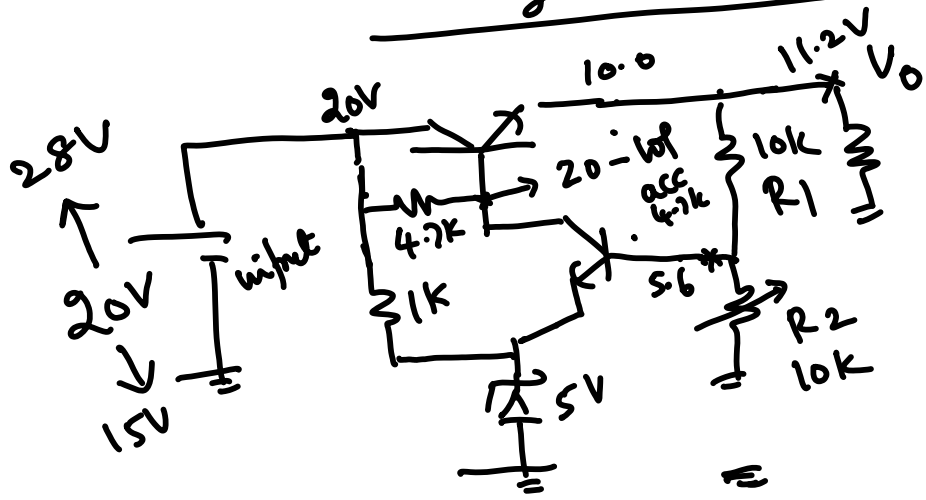 10.0
11.2V
Vo
20V
28V
20 - Vol
acc
4.7k
10K
R1
4.7K
input
5.6
20V
1K
R2
10K
5V
15V